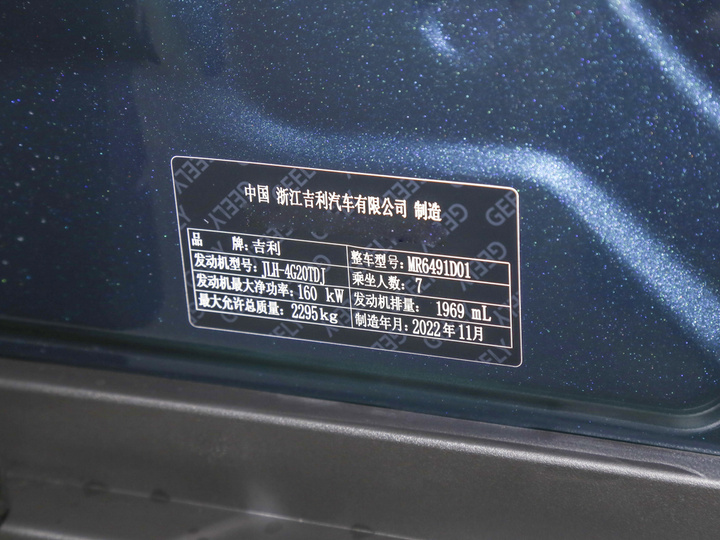 中国 浙江吉利汽车有限公司 制造
品 牌: 吉利 整车型号: MR6491D01
发动机型号: JLH-4G20TDJ 乘坐人数: 7
发动机最大净功率: 160 kW 发动机排量: 1969 mL
最大允许总质量: 2295kg 制造年月: 2022年11月